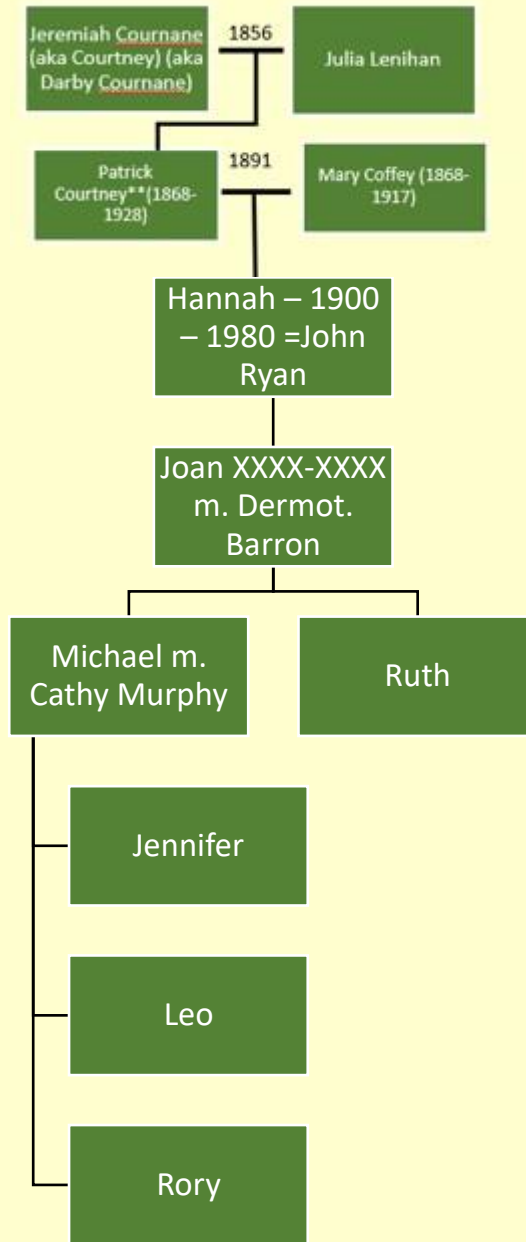 Jeremiah Cournane
(aka Courtney) (aka
Darby Cournane)
1856
Julia Lenihan
Patrick
Courtney**(1868-
1928)
1891
Mary Coffey (1868-
1917)
Hannah – 1900
– 1980 =John
Ryan
Joan XXXX-XXXX
m. Dermot.
Barron
Michael m.
Cathy Murphy
Ruth
Jennifer
Leo
Rory